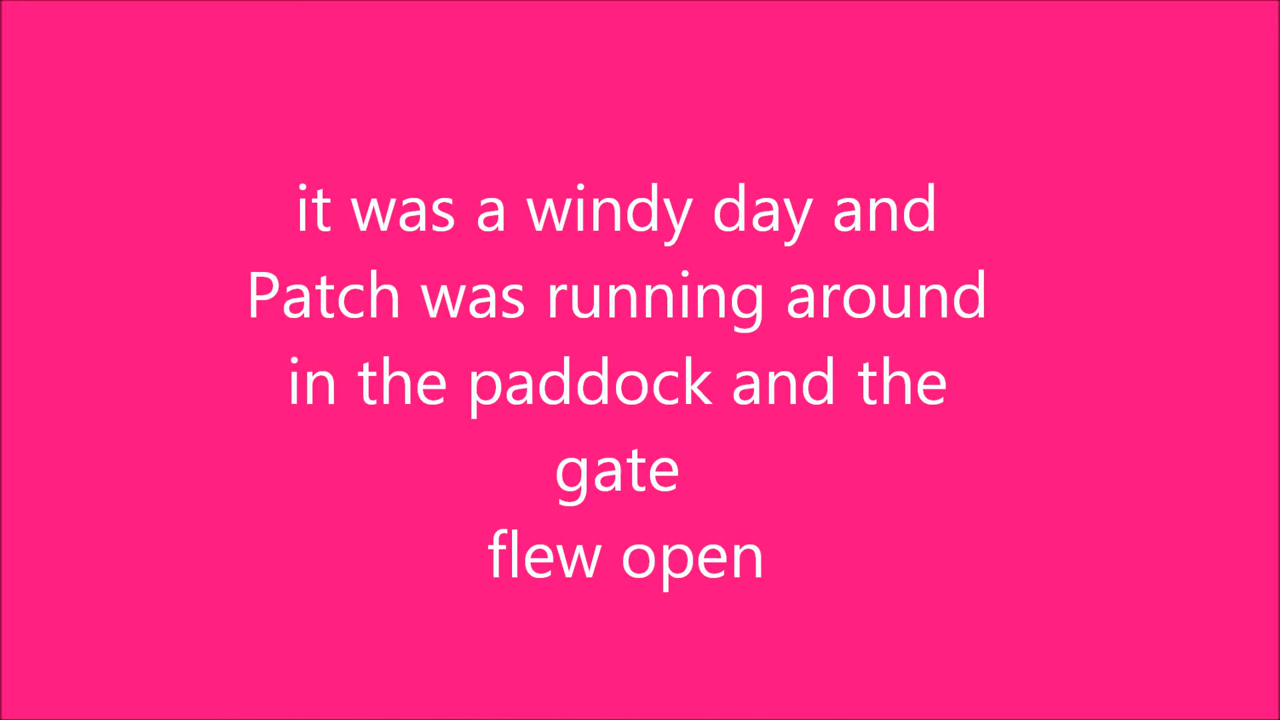 it was a windy day and
Patch was running around
in the paddock and the
gate
flew open